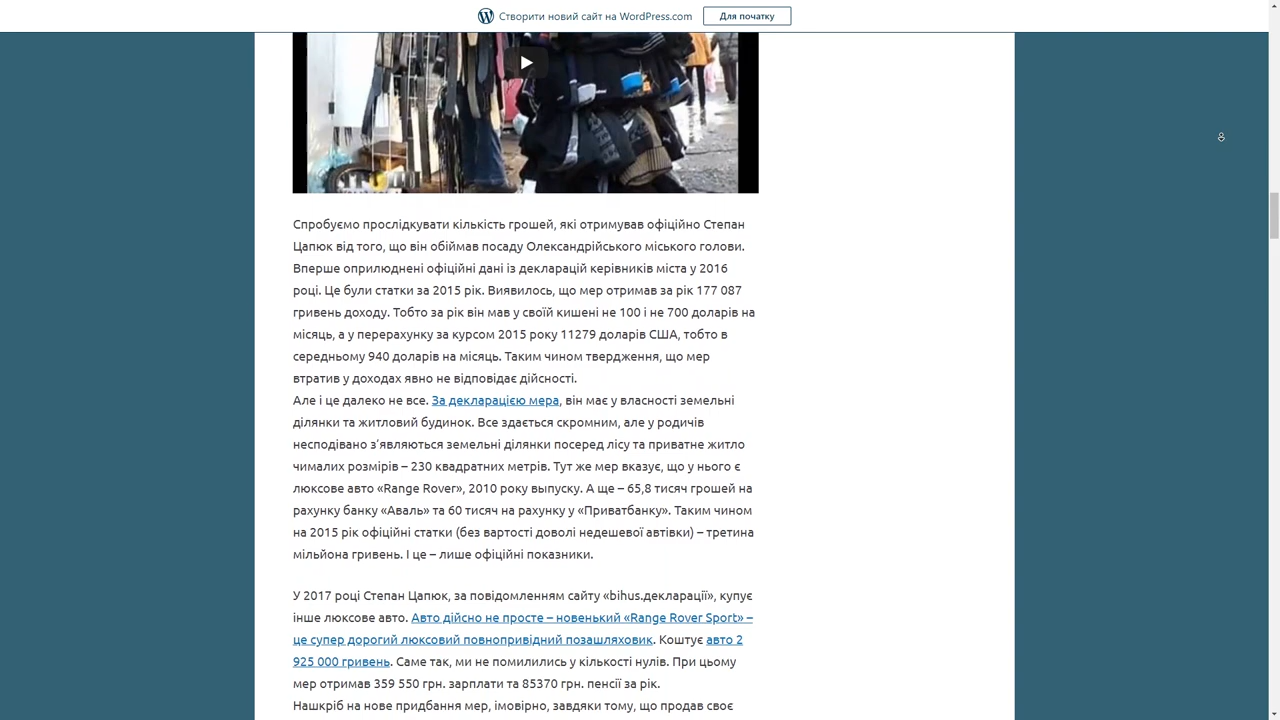 Створити новий сайт на WordPress.com
Для початку
Спробуємо прослідкувати кількість грошей, які отримував офіційно Степан
Цапюк від того, що він обіймав посаду Олександрійського міського голови.
Вперше оприлюднені офіційні дані із декларацій керівників міста у 2016
році. Це були статки за 2015 рік. Виявилось, що мер отримав за рік 177 087
гривень доходу. Тобто за рік він мав у своїй кишені не 100 і не 700 доларів на
місяць, а у перерахунку за курсом 2015 року 11279 доларів США, тобто в
середньому 940 доларів на місяць. Таким чином твердження, що мер
втратив у доходах явно не відповідає дійсності.
Але і це далеко не все. За декларацією мера, він має у власності земельні
ділянки та житловий будинок. Все здається скромним, але у родичів
несподівано з’являються земельні ділянки посеред лісу та приватне житло
чималих розмірів – 230 квадратних метрів. Тут же мер вказує, що у нього є
люксове авто «Range Rover», 2010 року выпуску. А ще – 65,8 тисяч грошей на
рахунку банку «Аваль» та 60 тисяч на рахунку у «Приватбанку». Таким чином
на 2015 рік офіційні статки (без вартості доволі недешевої автівки) – третина
мільйона гривень. І це – лише офіційні показники.
У 2017 році Степан Цапюк, за повідомленням сайту «bihus.декларації», купує
інше люксове авто. Авто дійсно не просте – новенький «Range Rover Sport» –
це супер дорогий люксовий повнопривідний позашляховик. Коштує авто 2
925 000 гривень. Саме так, ми не помилились у кількості нулів. При цьому
мер отримав 359 550 грн. зарплати та 85370 грн. пенсії за рік.
Нашкріб на нове придбання мер, імовірно, завдяки тому, що продав своє